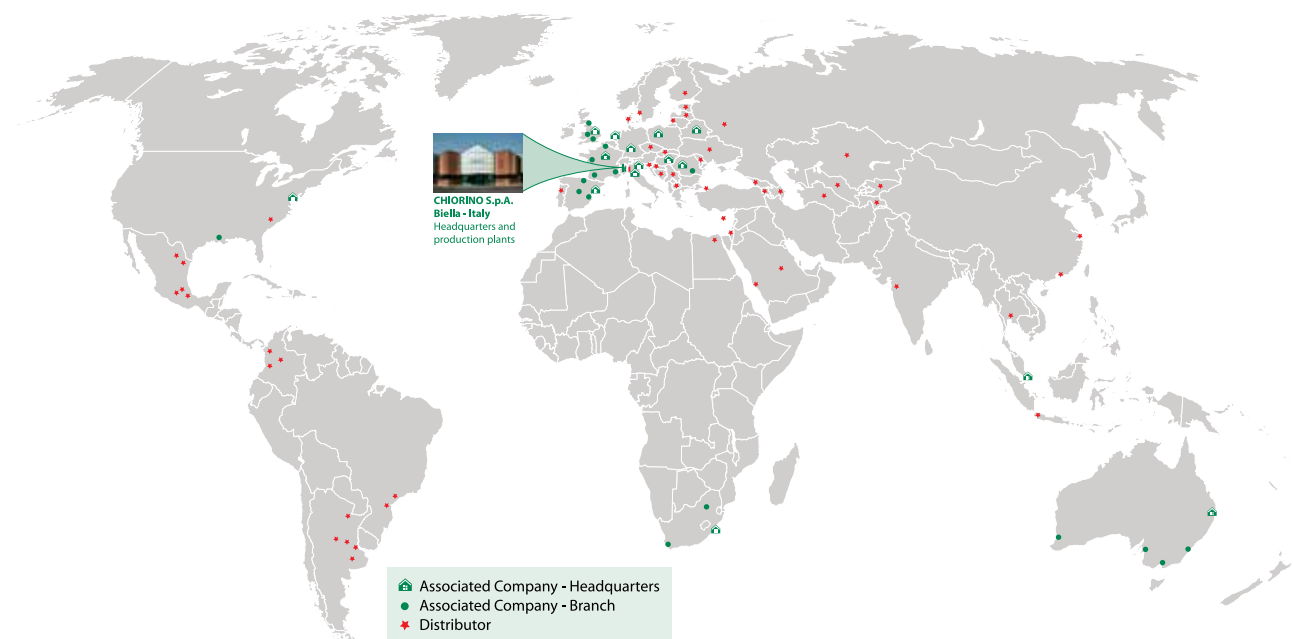 CHIORINO S.p.A.
Biella - Italy
Headquarters and
production plants
Associated Company - Headquarters
Associated Company - Branch
Distributor